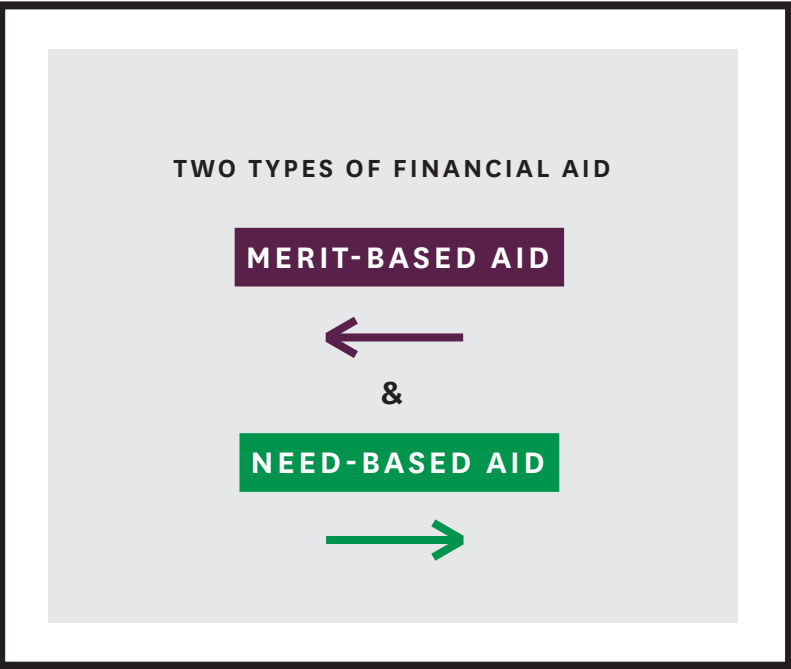 TWO TYPES OF FINANCIAL AID
MERIT-BASED AID
&
NEED-BASED AID